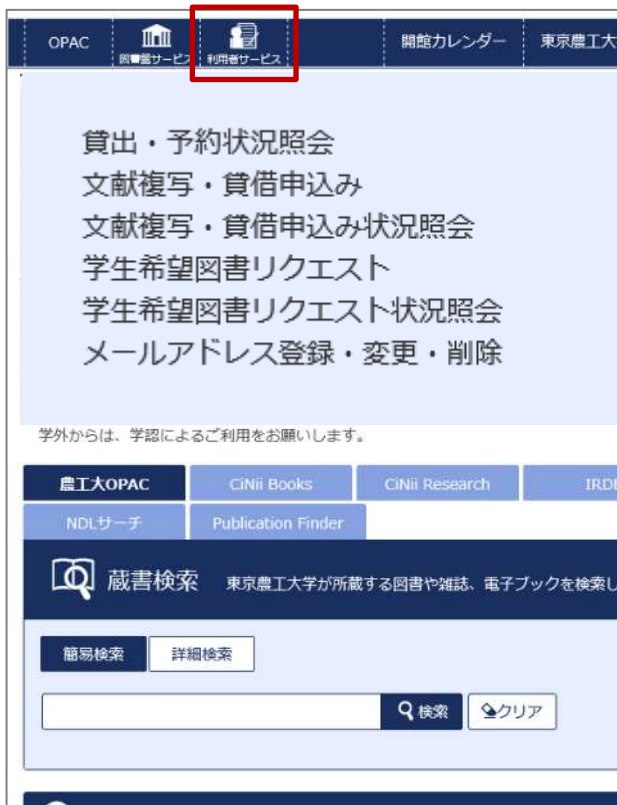 OPAC
図書館サービス
利用者サービス
開館カレンダー
東京農工大
貸出・予約状況照会
文献複写・貸借申込み
文献複写・貸借申込み状況照会
学生希望図書リクエスト
学生希望図書リクエスト状況照会
メールアドレス登録・変更・削除
学外からは、学認によるご利用をお願いします。
農工大OPAC
CiNii Books
CiNii Research
IRDB
NDLサーチ
Publication Finder
蔵書検索
東京農工大学が所蔵する図書や雑誌、電子ブックを検索し
簡易検索
詳細検索
検索
クリア